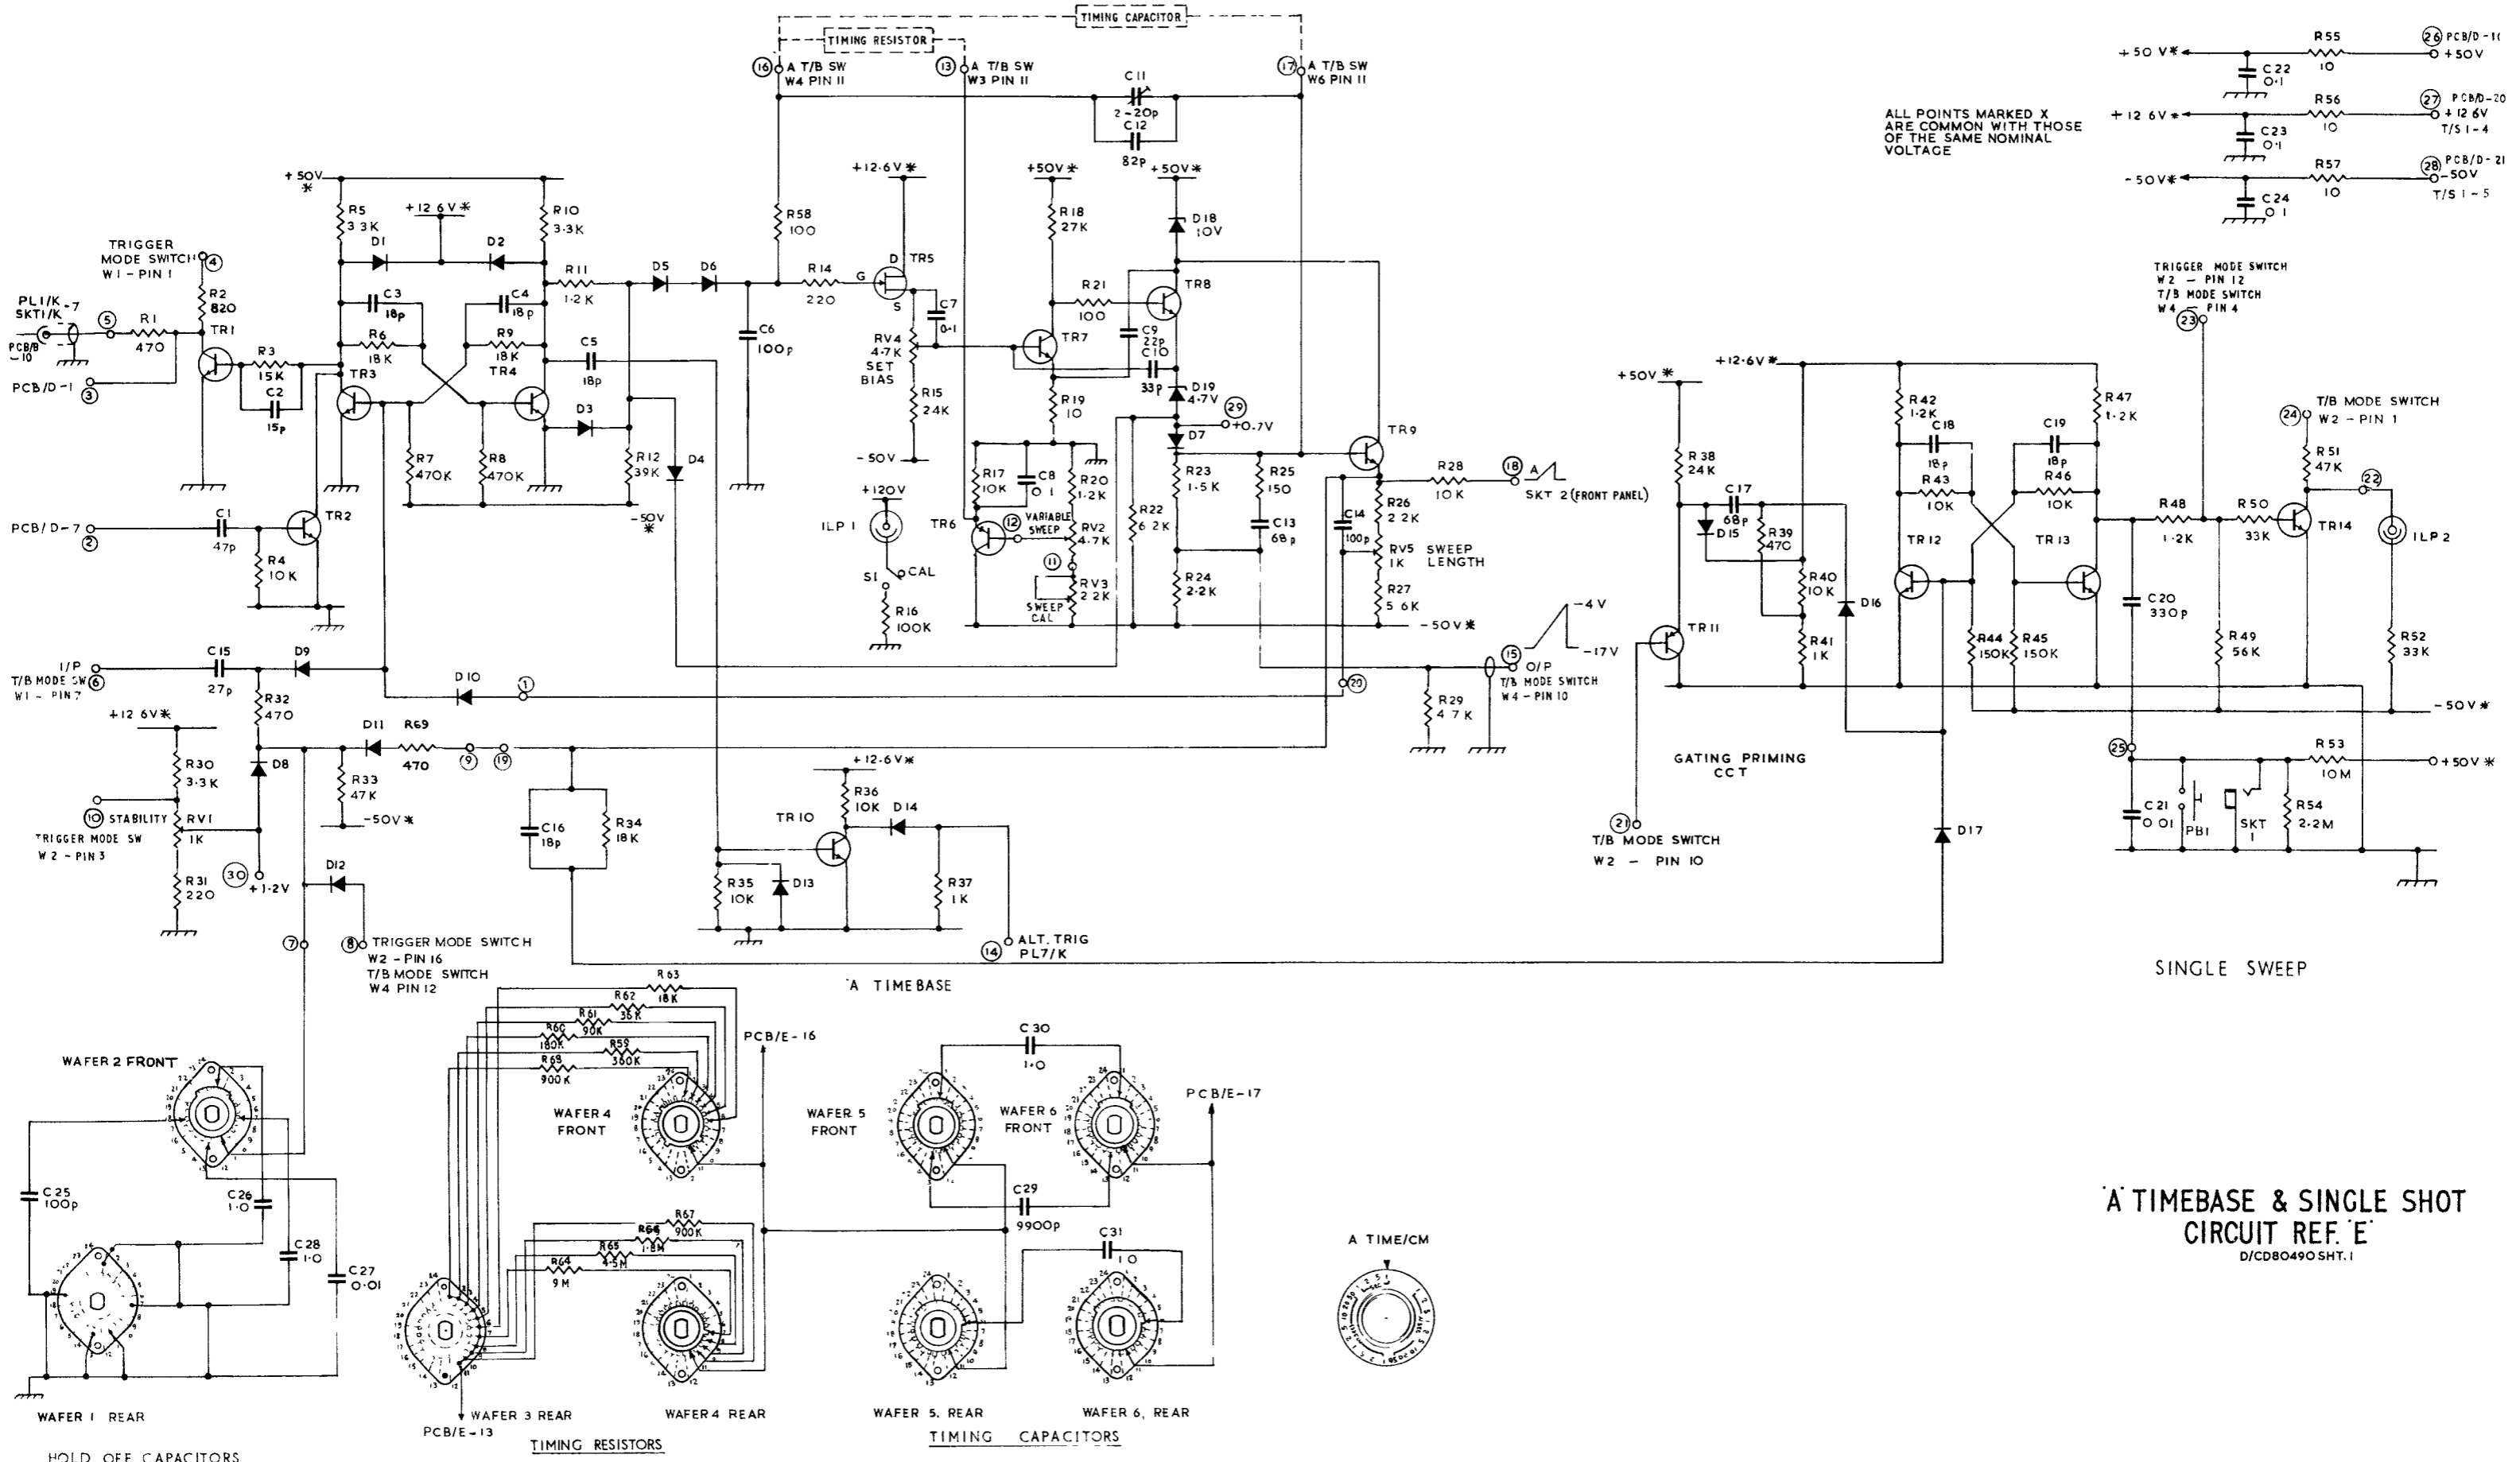 TIMING CAPACITOR
TIMING RESISTOR
16 A T/B SW
W4 PIN 11
13 A T/B SW
W3 PIN 11
17 A T/B SW
W6 PIN 11
C11
2-20p
C12
82p
ALL POINTS MARKED X
ARE COMMON WITH THOSE
OF THE SAME NOMINAL
VOLTAGE
+50 V*
R55
10
C22
0·1
26
+50V
+12 6V*
R56
10
C23
0·1
27 PCB/D-20
+12 6V
T/S 1-4
-50V*
R57
10
C24
0 1
28 PCB/D-21
-50V
T/S 1-5
TRIGGER
MODE SWITCH
W1-PIN 1
4
R2
820
PL1/K-7
SKT1/K
PCB/B
-10
5
R1
470
PCB/D-1
3
TR1
R3
15K
C2
15p
+50V
*
R5
3 3K
+12 6V*
D1
D2
R10
3·3K
C3
18p
C4
18p
R6
18K
R9
18K
TR3
TR4
R7
470K
R8
470K
R11
1·2K
C5
18p
D3
D5
D6
R12
39K
D4
-50V
*
PCB/D-7
2
C1
47p
R4
10K
TR2
R58
100
R14
220
C6
100p
+12·6V*
D
G
S
TR5
C7
0·1
RV4
4·7K
SET
BIAS
R15
24K
-50V
+120V
ILP 1
S1
CAL
R16
100K
+50V*
R18
27K
R21
100
TR7
R19
10
+50V*
D18
10V
TR8
C9
22p
C10
33p
D19
4·7V
29
+0.7V
D7
R17
10K
C8
0 1
R20
1·2K
TR6
12
VARIABLE
SWEEP
RV2
4·7K
11
RV3
2 2K
SWEEP
CAL
R22
6 2K
R23
1·5K
R24
2·2K
R25
150
C13
68p
TR9
C14
100p
R26
2 2K
RV5
1K
SWEEP
LENGTH
R27
5 6K
-50V*
R28
10K
18
A
SKT 2 (FRONT PANEL)
-4 V
-17V
15
O/P
T/B MODE SWITCH
W4-PIN 10
R29
4 7K
20
I/P
T/B MODE SW
6
W1-PIN 7
C15
27p
D9
R32
470
D10
1
+12 6V*
R30
3·3K
10
STABILITY
TRIGGER MODE SW
W2-PIN 3
RV1
1K
R31
220
D8
30
+1·2V
D11
R69
470
9
19
R33
47K
-50V*
D12
7
8
TRIGGER MODE SWITCH
W2-PIN 16
T/B MODE SWITCH
W4 PIN 12
C16
18p
R34
18K
R35
10K
D13
TR10
+12·6V*
R36
10K
D14
R37
1K
14
ALT. TRIG
PL7/K
'A TIMEBASE
+50V*
R38
24K
TR11
21
T/B MODE SWITCH
W2 - PIN 10
GATING PRIMING
CCT
C17
68p
D15
R39
470
R40
10K
R41
1K
D16
D17
+12·6V*
R42
1·2K
C18
18p
R43
10K
TR12
R44
150K
C19
18p
R46
10K
R47
1·2K
TR13
R45
150K
TRIGGER MODE SWITCH
W2 - PIN 12
T/B MODE SWITCH
W4 - PIN 4
23
R48
1·2K
R50
33K
R49
56K
C20
330p
24
T/B MODE SWITCH
W2-PIN 1
R51
47K
22
TR14
ILP 2
R52
33K
-50V*
25
R53
10M
+50V*
C21
0 01
PB1
SKT
1
R54
2·2M
SINGLE SWEEP
WAFER 2 FRONT
C25
100p
C26
1·0
C28
1·0
C27
0·01
WAFER 1 REAR
HOLD OFF CAPACITORS
R63
18K
R62
36K
R61
90K
R60
180K
R59
360K
R68
900K
PCB/E-16
WAFER 4
FRONT
R67
900K
R66
1·8M
R65
4·5M
R64
9M
PCB/E-13
WAFER 3 REAR
WAFER 4 REAR
TIMING RESISTORS
C30
1·0
WAFER 5
FRONT
WAFER 6
FRONT
PCB/E-17
C29
9900p
C31
1 0
WAFER 5. REAR
WAFER 6, REAR
TIMING CAPACITORS
A TIME/CM
'A' TIMEBASE & SINGLE SHOT
CIRCUIT REF. 'E'
D/CD80490 SHT. 1